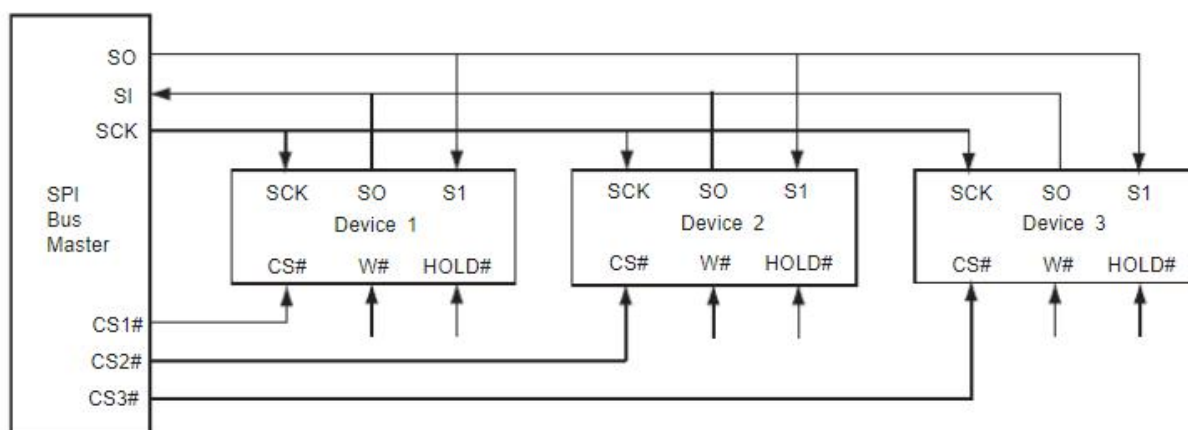 SO
SI
SCK
SPI
Bus
Master
CS1#
CS2#
CS3#
SCK SO S1
Device 1
CS# W# HOLD#
SCK SO S1
Device 2
CS# W# HOLD#
SCK SO S1
Device 3
CS# W# HOLD#